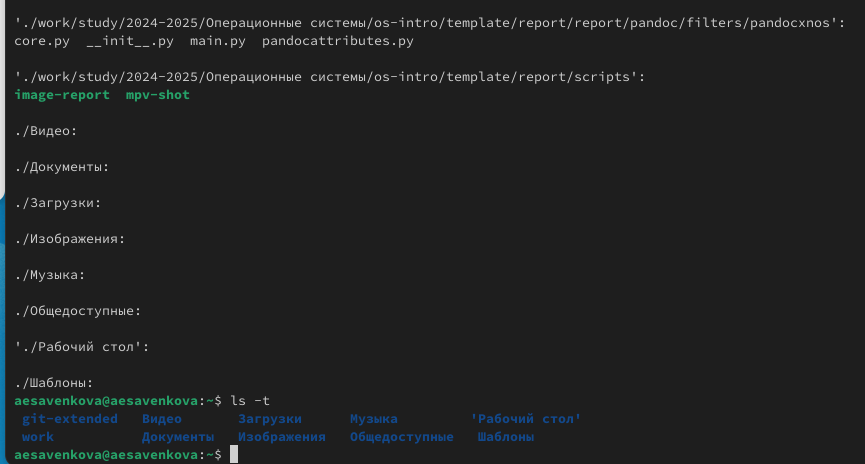 './work/study/2024-2025/Операционные системы/os-intro/template/report/report/pandoc/filters/pandocxnos':
core.py  __init__.py  main.py  pandocattributes.py
'./work/study/2024-2025/Операционные системы/os-intro/template/report/scripts':
image-report  mpv-shot
./Видео:
./Документы:
./Загрузки:
./Изображения:
./Музыка:
./Общедоступные:
'./Рабочий стол':
./Шаблоны:
aesavenkova@aesavenkova:~$ ls -t
git-extended  Видео  Загрузки  Музыка  'Рабочий стол'
work  Документы  Изображения  Общедоступные  Шаблоны
aesavenkova@aesavenkova:~$